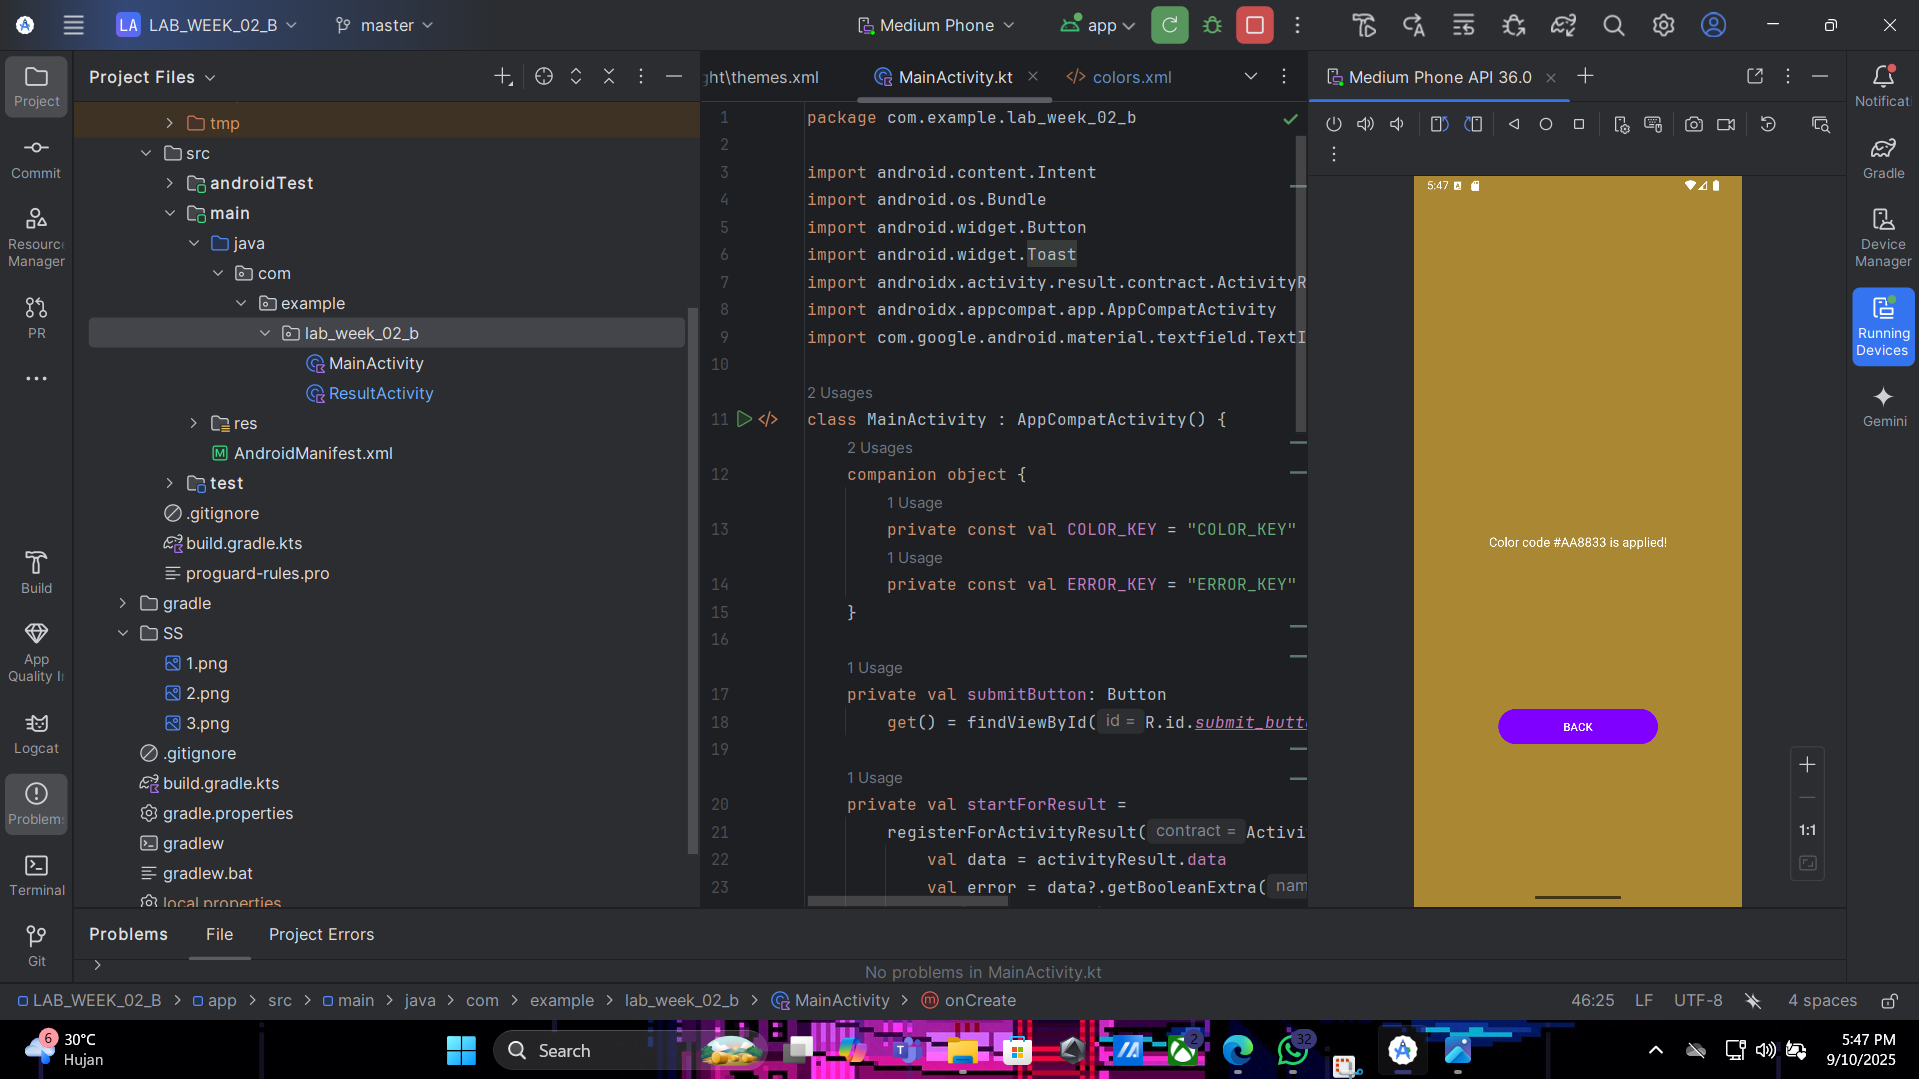 LA LAB_WEEK_02_B master Medium Phone app
Project Files
Project
Commit
Resource
Manager
PR
Build
App
Quality
Logcat
Problems
Terminal
Git
tmp
src
androidTest
main
java
com
example
lab_week_02_b
MainActivity
ResultActivity
res
AndroidManifest.xml
test
.gitignore
build.gradle.kts
proguard-rules.pro
gradle
SS
1.png
2.png
3.png
.gitignore
build.gradle.kts
gradle.properties
gradlew
gradlew.bat
local.properties
ght\themes.xml MainActivity.kt colors.xml
1 package com.example.lab_week_02_b
2
3 import android.content.Intent
4 import android.os.Bundle
5 import android.widget.Button
6 import android.widget.Toast
7 import androidx.activity.result.contract.ActivityR
8 import androidx.appcompat.app.AppCompatActivity
9 import com.google.android.material.textfield.TextI
10
2 Usages
11 class MainActivity : AppCompatActivity() {
2 Usages
12 companion object {
1 Usage
13 private const val COLOR_KEY = "COLOR_KEY"
1 Usage
14 private const val ERROR_KEY = "ERROR_KEY"
15 }
16
1 Usage
17 private val submitButton: Button
18 get() = findViewById( id = R.id.submit_butt
19
1 Usage
20 private val startForResult =
21 registerForActivityResult( contract = Activi
22 val data = activityResult.data
23 val error = data?.getBooleanExtra( nam
Medium Phone API 36.0
5:47
Color code #AA8833 is applied!
BACK
1:1
Notificati
Gradle
Device
Manager
Running
Devices
Gemini
Problems File Project Errors
No problems in MainActivity.kt
LAB_WEEK_02_B > app > src > main > java > com > example > lab_week_02_b > MainActivity > m onCreate
46:25 LF UTF-8 4 spaces
6
30°C
Hujan
Search
2
32
5:47 PM
9/10/2025